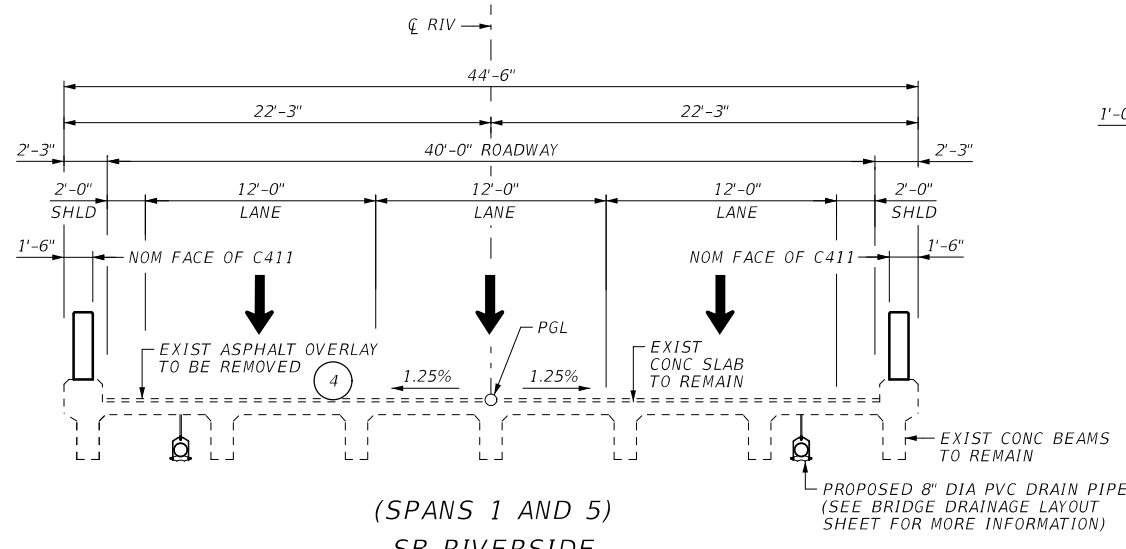 ℄ RIV
44'-6"
22'-3" 22'-3"
1'-0
2'-3" 40'-0" ROADWAY 2'-3"
2'-0" 12'-0" 12'-0" 12'-0" 2'-0"
SHLD LANE LANE LANE SHLD
1'-6" NOM FACE OF C411 NOM FACE OF C411 1'-6"
PGL
EXIST ASPHALT OVERLAY
TO BE REMOVED
4
EXIST
CONC SLAB
TO REMAIN
1.25% 1.25%
EXIST CONC BEAMS
TO REMAIN
PROPOSED 8" DIA PVC DRAIN PIPE
(SEE BRIDGE DRAINAGE LAYOUT
SHEET FOR MORE INFORMATION)
(SPANS 1 AND 5)
SB RIVERSIDE